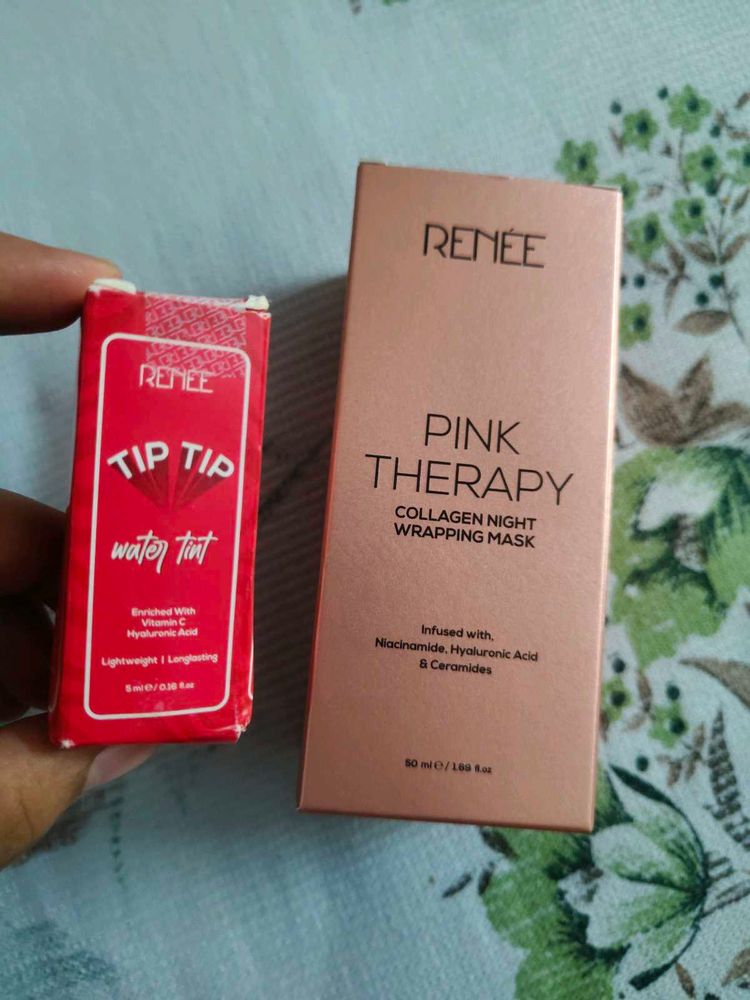 RENÉE
TIP TIP
water tint
Enriched With
Vitamin C
Hyaluronic Acid
Lightweight | Longlasting
5 ml e / 0.16 fl.oz
RENÉE
PINK
THERAPY
COLLAGEN NIGHT
WRAPPING MASK
Infused with,
Niacinamide, Hyaluronic Acid
& Ceramides
50 ml e / 1.69 fl.oz